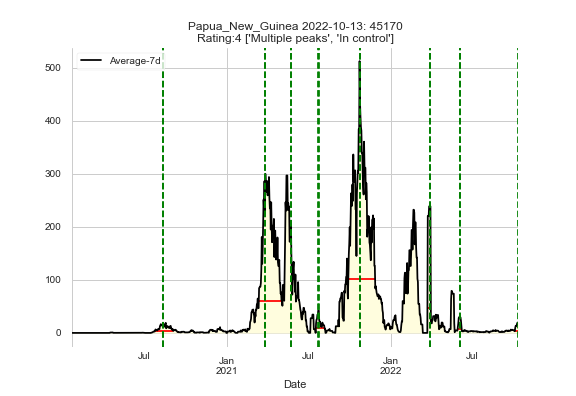 Papua_New_Guinea 2022-10-13: 45170
Rating:4 ['Multiple peaks', 'In control']
Average-7d
500
400
300
200
100
0
Jul
Jan
2021
Jul
Jan
2022
Jul
Date